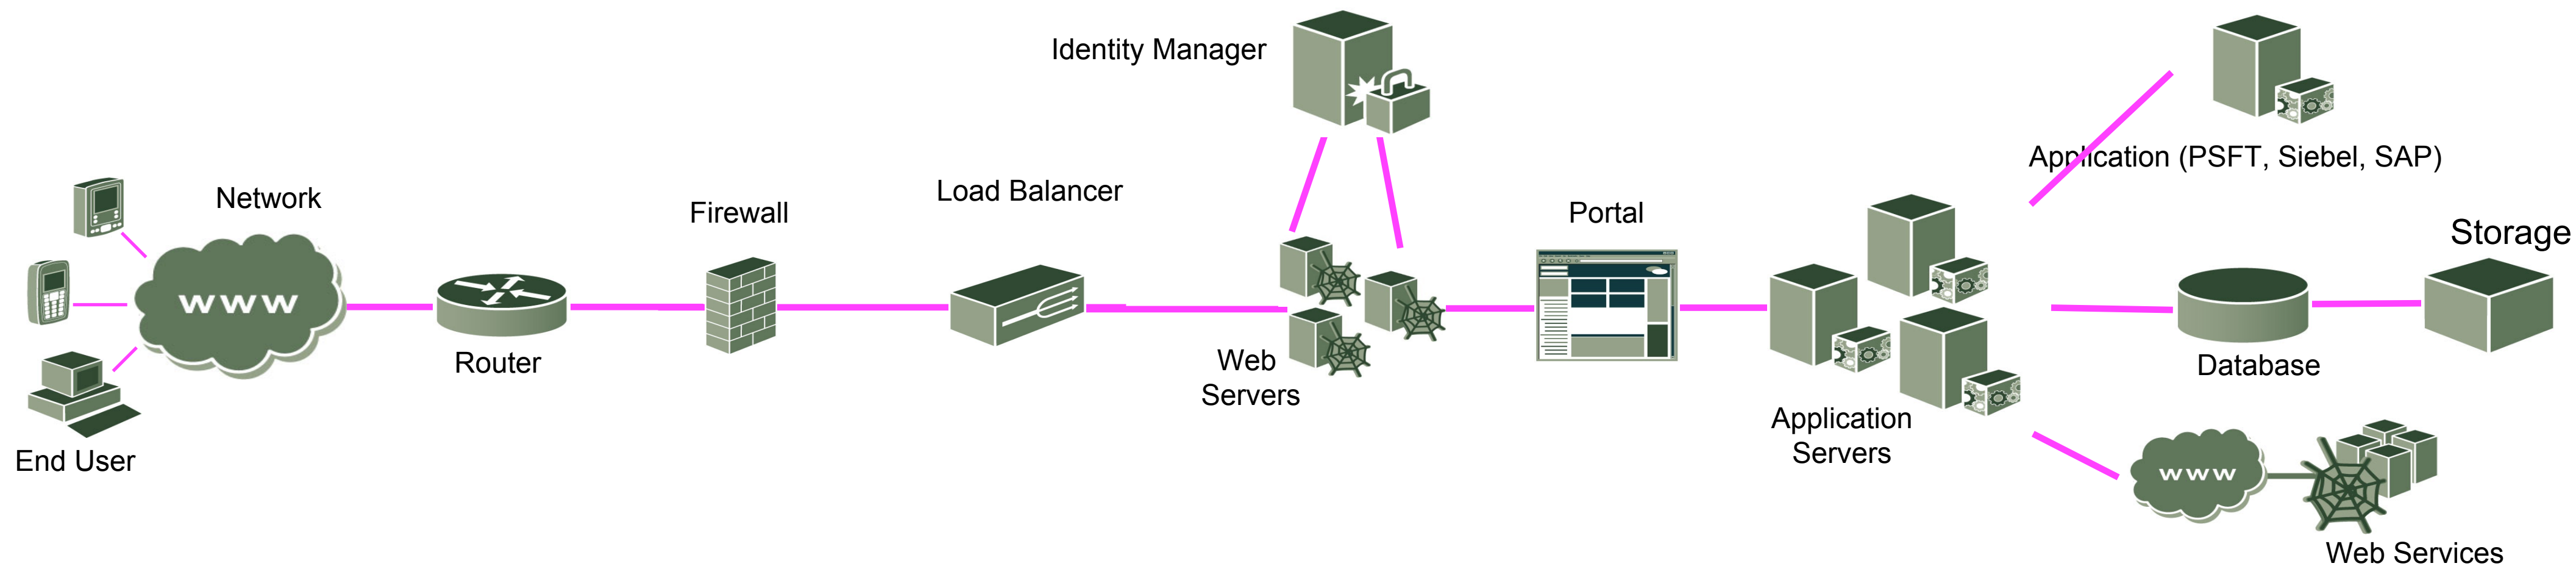 Identity Manager
Application (PSFT, Siebel, SAP)
Network
Load Balancer
Firewall
Portal
Storage
www
Router
Web
Servers
Database
Application
Servers
End User
www
Web Services